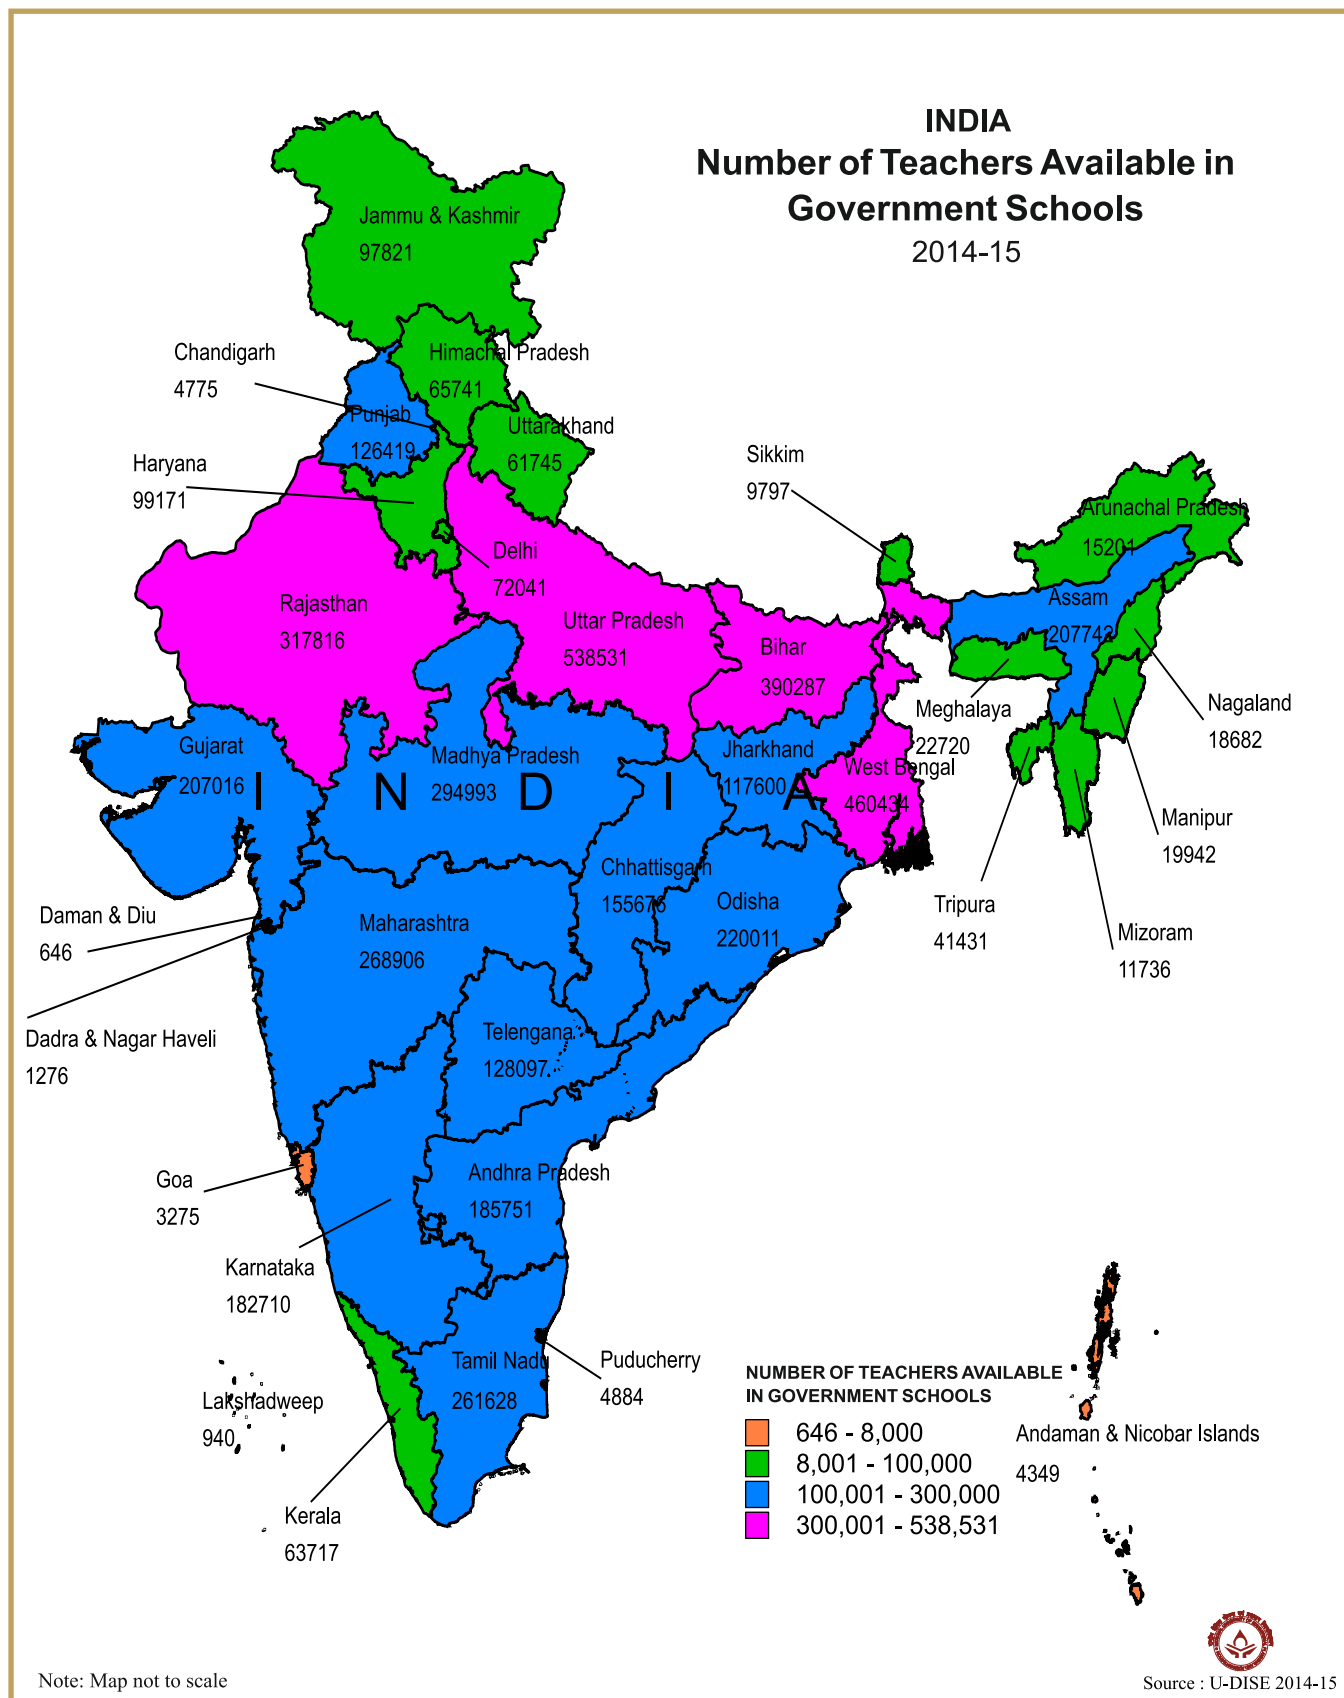 INDIA
Number of Teachers Available in
Government Schools
2014-15
Jammu & Kashmir
97821
Chandigarh
4775
Himachal Pradesh
65741
Punjab
126419
Uttarakhand
61745
Haryana
99171
Sikkim
9797
Arunachal Pradesh
15201
Delhi
72041
Rajasthan
317816
Uttar Pradesh
538531
Bihar
390287
Assam
207743
Meghalaya
22720
Nagaland
18682
Gujarat
207016
Madhya Pradesh
294993
Jharkhand
117600
West Bengal
460434
I N D I A
Manipur
19942
Chhattisgarh
155676
Odisha
220011
Tripura
41431
Mizoram
11736
Daman & Diu
646
Maharashtra
268906
Dadra & Nagar Haveli
1276
Telengana
128097
Goa
3275
Andhra Pradesh
185751
Karnataka
182710
Tamil Nadu
261628
Puducherry
4884
Lakshadweep
940
Kerala
63717
NUMBER OF TEACHERS AVAILABLE
IN GOVERNMENT SCHOOLS
646 - 8,000
8,001 - 100,000
100,001 - 300,000
300,001 - 538,531
Andaman & Nicobar Islands
4349
Note: Map not to scale
Source : U-DISE 2014-15